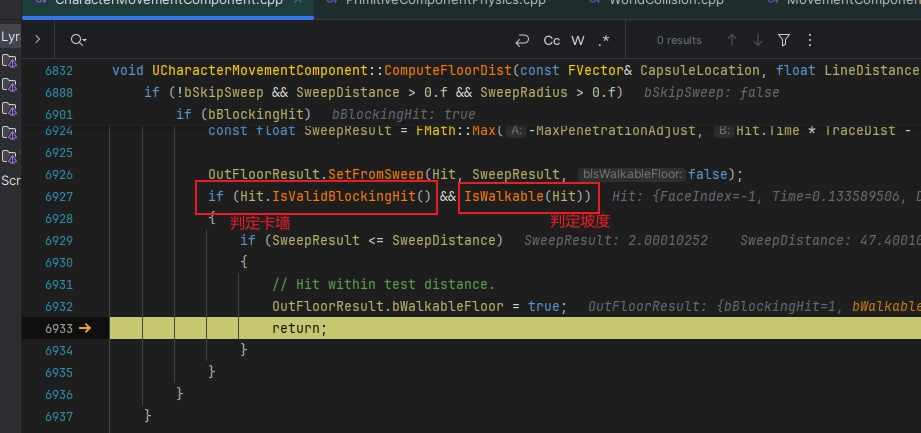 CharacterMovementComponent.cpp
PrimitiveComponentPhysics.cpp
WorldCollision.cpp
MovementComponen
Lyr
Cc W .* 0 results
6832 void UCharacterMovementComponent::ComputeFloorDist(const FVector& CapsuleLocation, float LineDistance
6888 if (!bSkipSweep && SweepDistance > 0.f && SweepRadius > 0.f) bSkipSweep: false
6901 if (bBlockingHit) bBlockingHit: true
6924 const float SweepResult = FMath::Max( A: -MaxPenetrationAdjust, B: Hit.Time * TraceDist -
6925
6926 OutFloorResult.SetFromSweep(Hit, SweepResult, bIsWalkableFloor: false);
6927 if (Hit.IsValidBlockingHit() && IsWalkable(Hit)) Hit: {FaceIndex=-1, Time=0.133589506, D
6928 { 判定卡墙 判定坡度
6929 if (SweepResult <= SweepDistance) SweepResult: 2.00010252 SweepDistance: 47.40010
6930 {
6931 // Hit within test distance.
6932 OutFloorResult.bWalkableFloor = true; OutFloorResult: {bBlockingHit=1, bWalkable
6933 return;
6934 }
6935 }
6936 }
6937 }
Scr